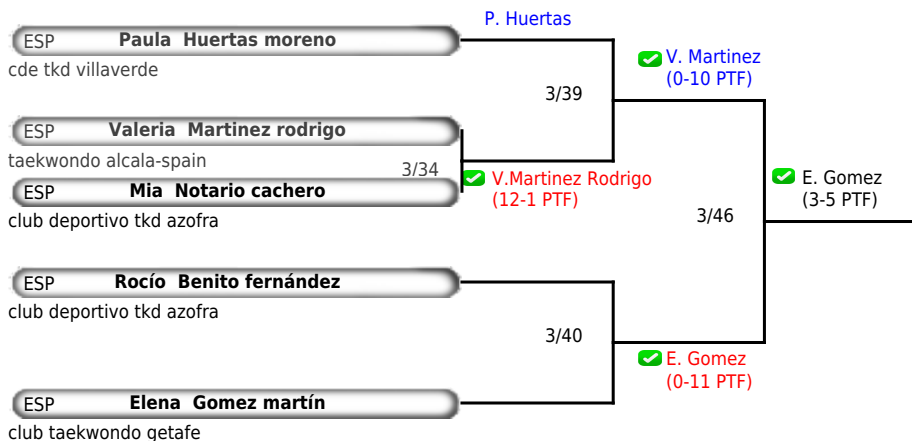 P. Huertas
ESP Paula Huertas moreno
cde tkd villaverde
V. Martinez
(0-10 PTF)
3/39
ESP Valeria Martinez rodrigo
taekwondo alcala-spain
3/34
V.Martinez Rodrigo
(12-1 PTF)
ESP Mia Notario cachero
club deportivo tkd azofra
E. Gomez
(3-5 PTF)
3/46
ESP Rocío Benito fernández
club deportivo tkd azofra
3/40
E. Gomez
(0-11 PTF)
ESP Elena Gomez martín
club taekwondo getafe